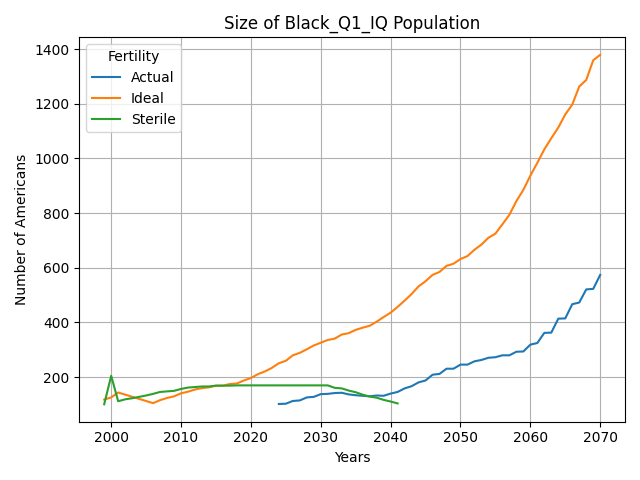 Size of Black_Q1_IQ Population
Fertility
Actual
Ideal
Sterile
Number of Americans
1400
1200
1000
800
600
400
200
2000 2010 2020 2030 2040 2050 2060 2070
Years